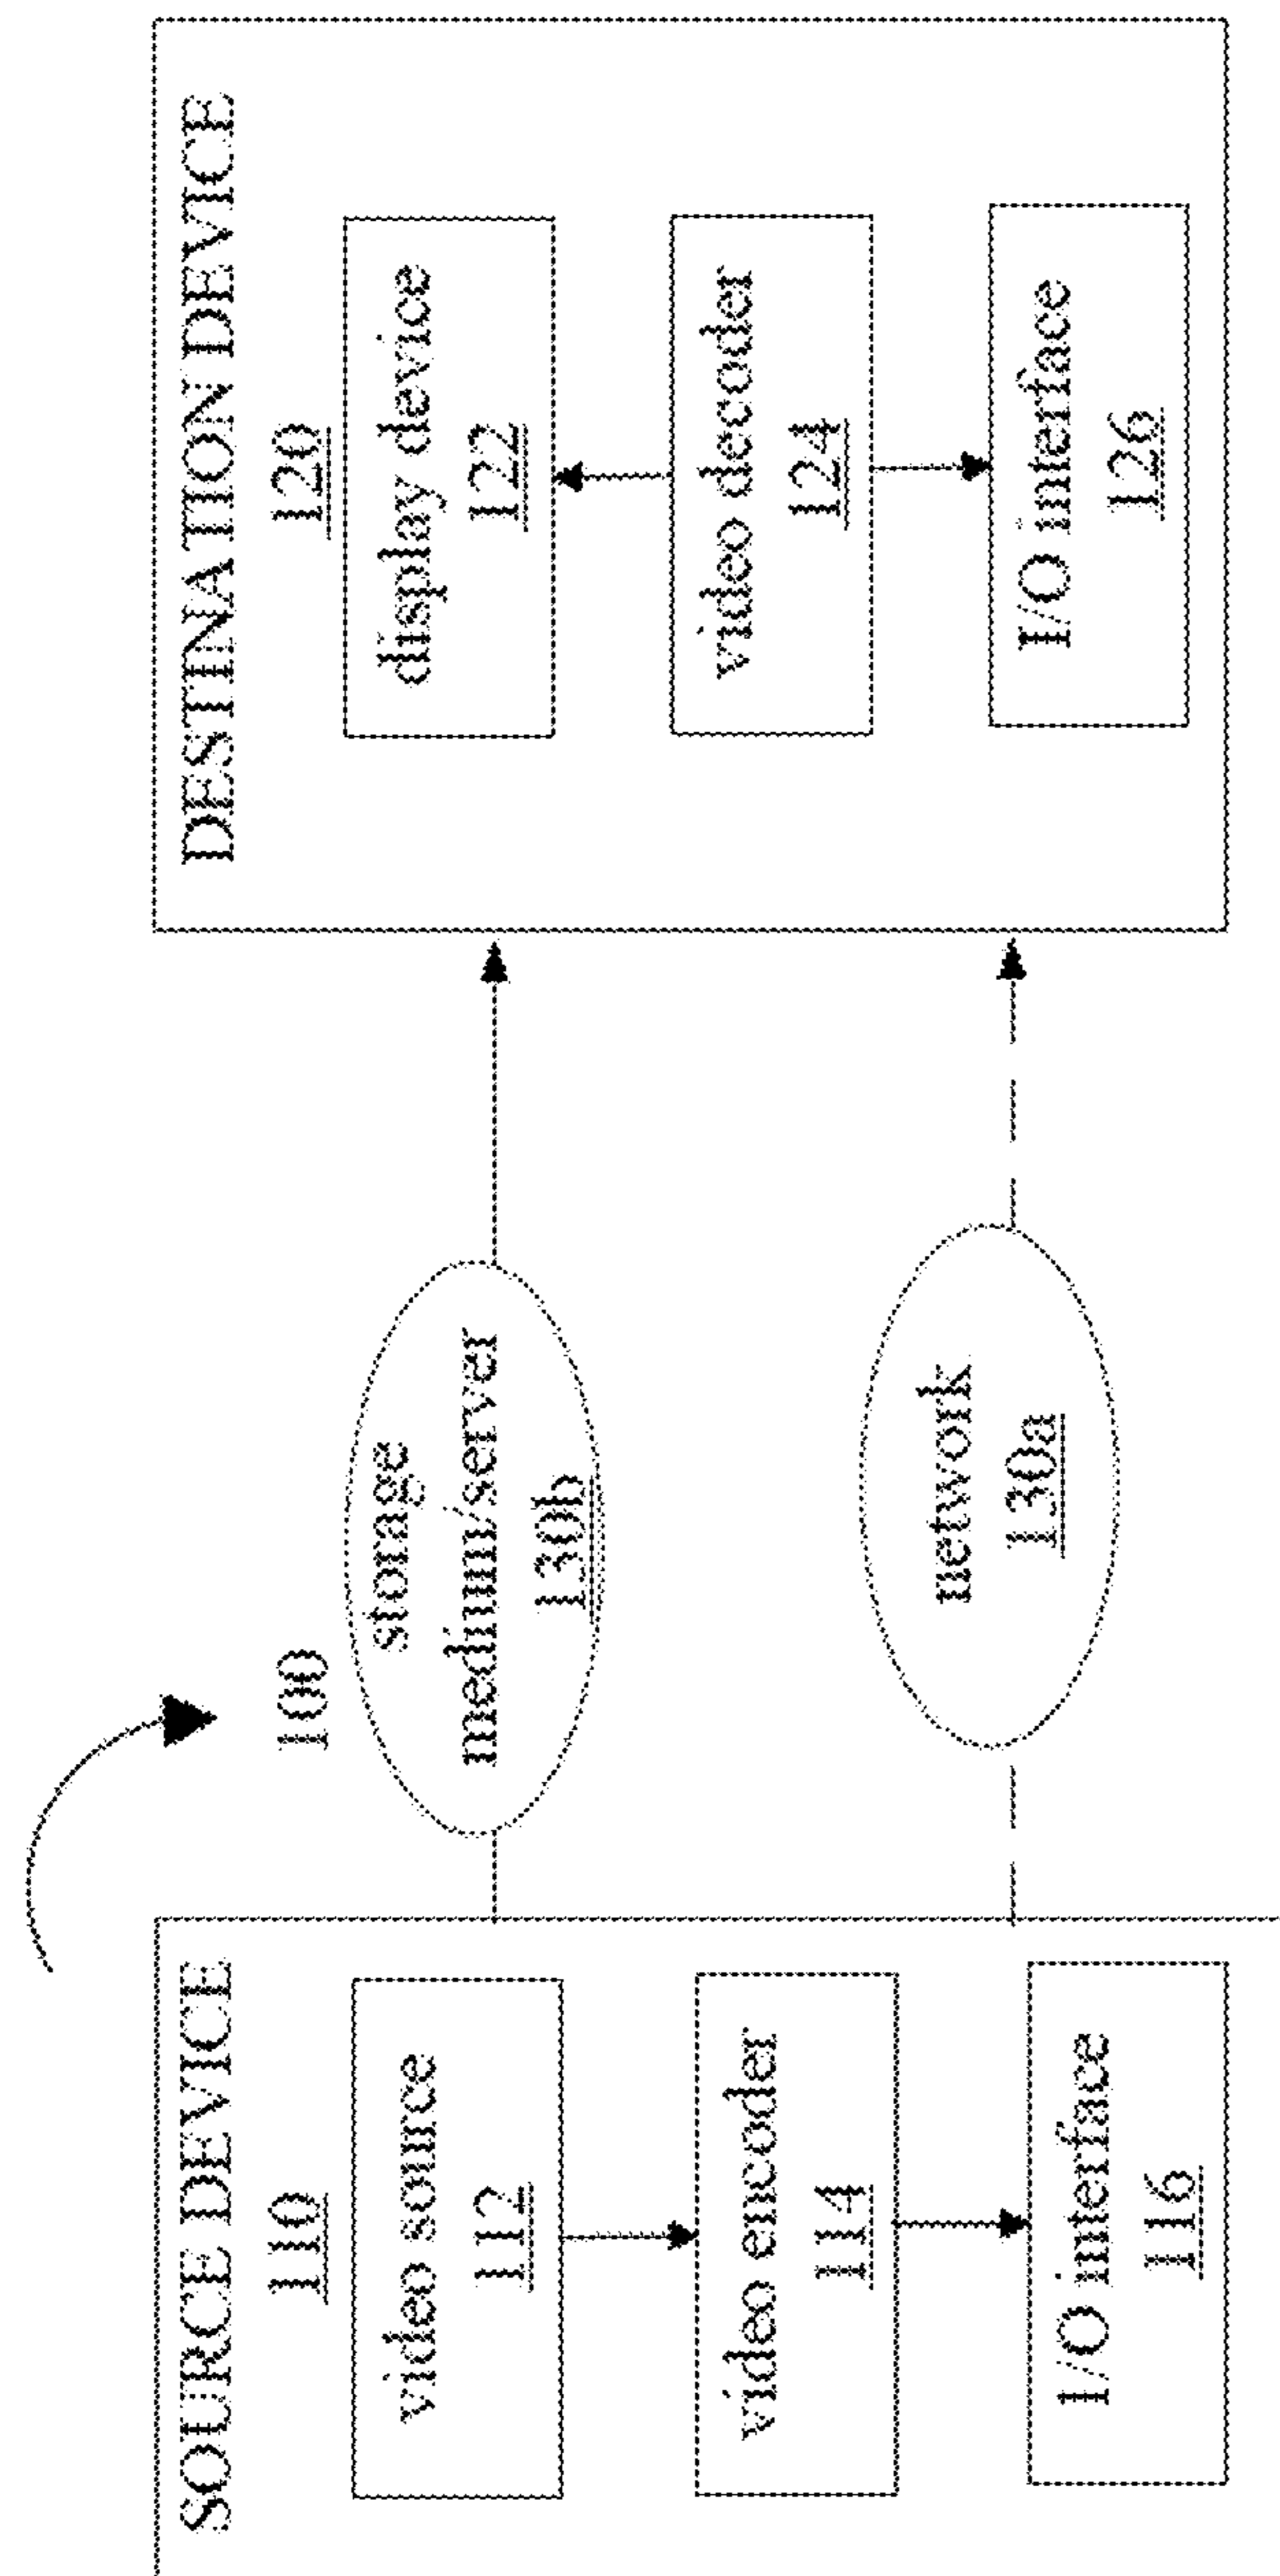 100
SOURCE DEVICE
110
video source
112
video encoder
114
I/O interface
116
storage
medium/server
130b
network
130a
DESTINATION DEVICE
120
display device
122
video decoder
124
I/O interface
126